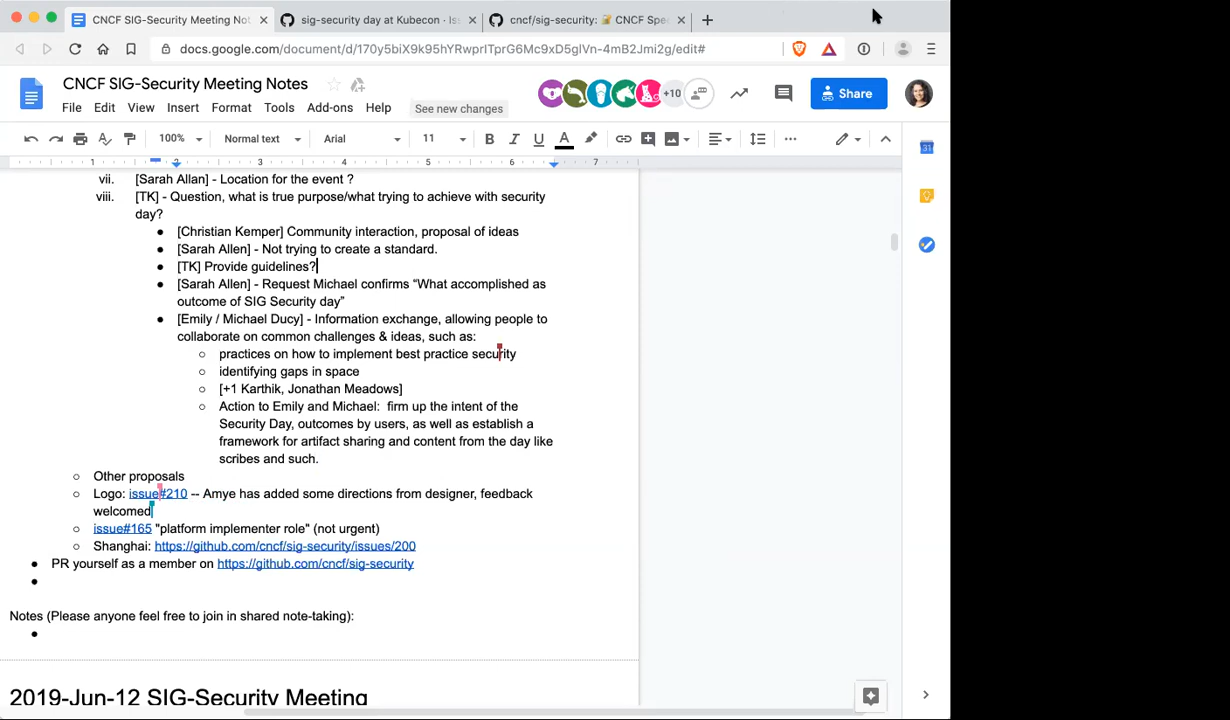 CNCF SIG-Security Meeting Not
sig-security day at Kubecon · Is
cncf/sig-security: 📝 CNCF Spec
docs.google.com/document/d/170y5biX9k95hYRwprITprG6Mc9xD5glVn-4mB2Jmi2g/edit#
CNCF SIG-Security Meeting Notes
+10
Share
File Edit View Insert Format Tools Add-ons Help See new changes
100% Normal text Arial 11
1 2 3 4 5 6 7
vii. [Sarah Allan] - Location for the event ?
viii. [TK] - Question, what is true purpose/what trying to achieve with security
day?
● [Christian Kemper] Community interaction, proposal of ideas
● [Sarah Allen] - Not trying to create a standard.
● [TK] Provide guidelines?
● [Sarah Allen] - Request Michael confirms “What accomplished as
outcome of SIG Security day”
● [Emily / Michael Ducy] - Information exchange, allowing people to
collaborate on common challenges & ideas, such as:
○ practices on how to implement best practice security
○ identifying gaps in space
○ [+1 Karthik, Jonathan Meadows]
○ Action to Emily and Michael: firm up the intent of the
Security Day, outcomes by users, as well as establish a
framework for artifact sharing and content from the day like
scribes and such.
○ Other proposals
○ Logo: issue#210 -- Amye has added some directions from designer, feedback
welcomed
○ issue#165 "platform implementer role" (not urgent)
○ Shanghai: https://github.com/cncf/sig-security/issues/200
● PR yourself as a member on https://github.com/cncf/sig-security
●
Notes (Please anyone feel free to join in shared note-taking):
●
2019-Jun-12 SIG-Security Meeting